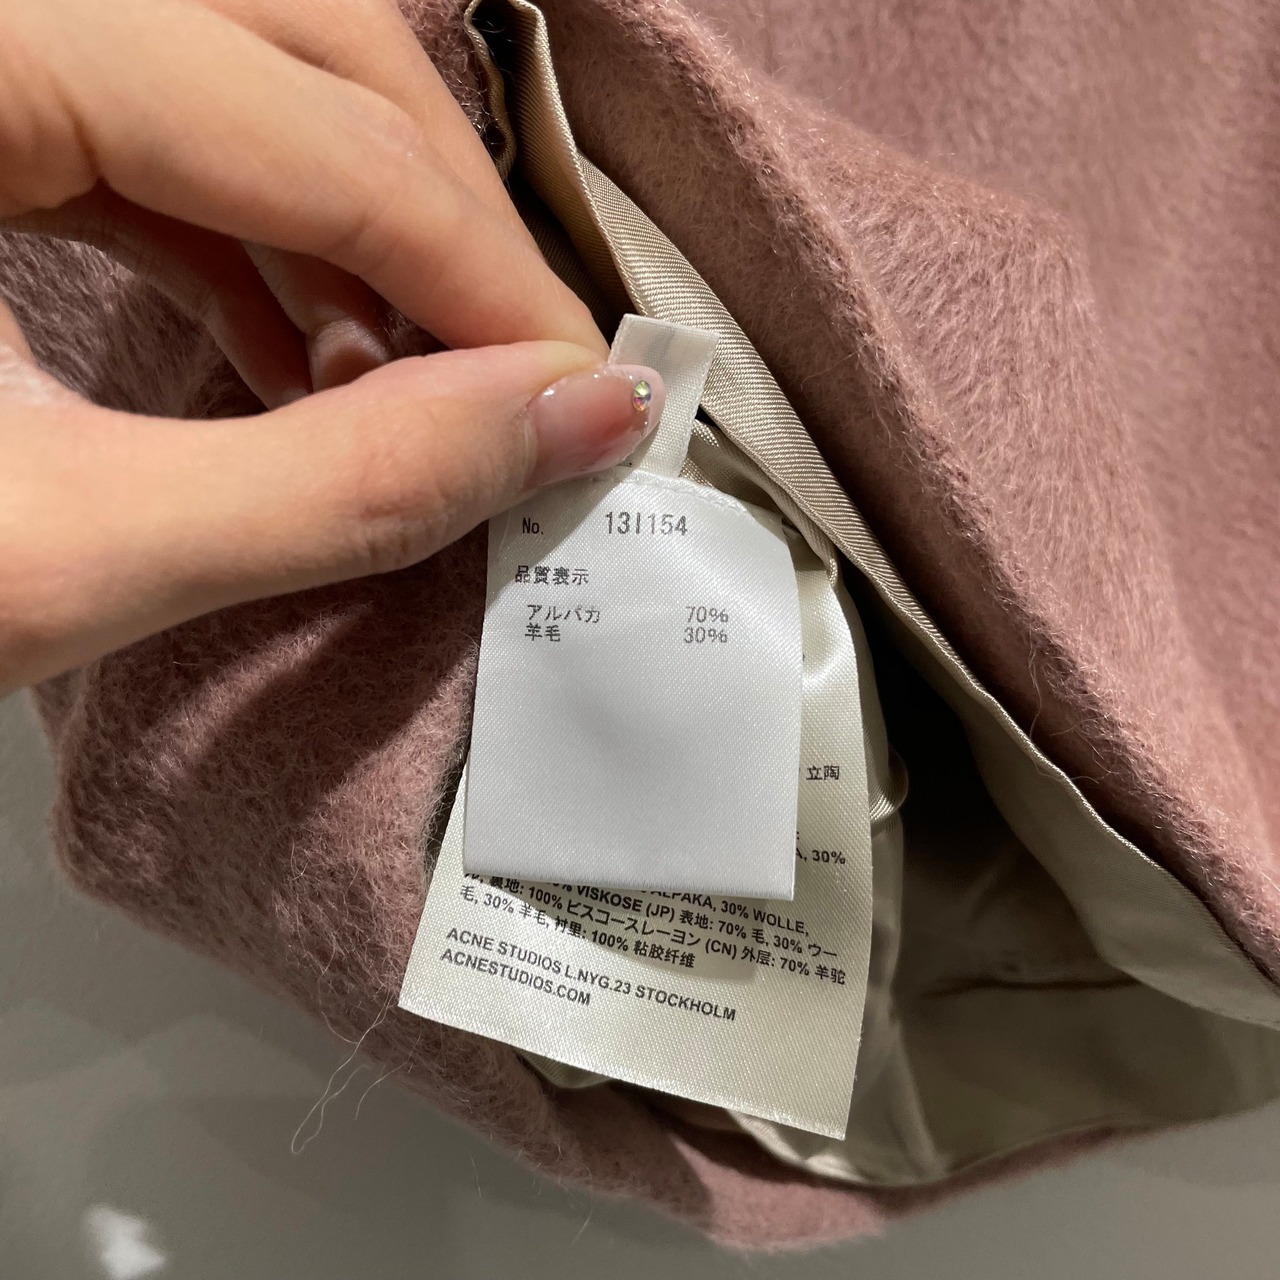 No. 131154
品質表示
アルパカ 70%
羊毛 30%
立陶
A, 30%
ALPAKA, 30% WOLLE,
VISKOSE (JP) 表地: 70% 毛, 30% ウー
裏地: 100% ビスコースレーヨン (CN) 外层: 70% 羊驼
毛, 30% 羊毛, 衬里: 100% 粘胶纤维
ACNE STUDIOS L.NYG.23 STOCKHOLM
ACNESTUDIOS.COM